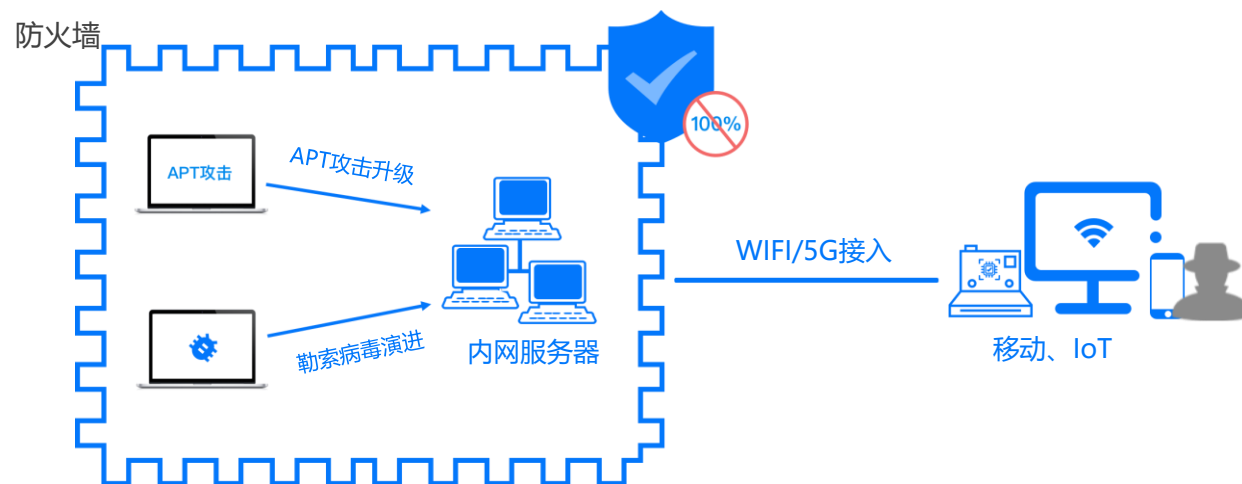 防火墙
100%
APT攻击
APT攻击升级
WIFI/5G接入
勒索病毒演进
内网服务器
移动、IoT